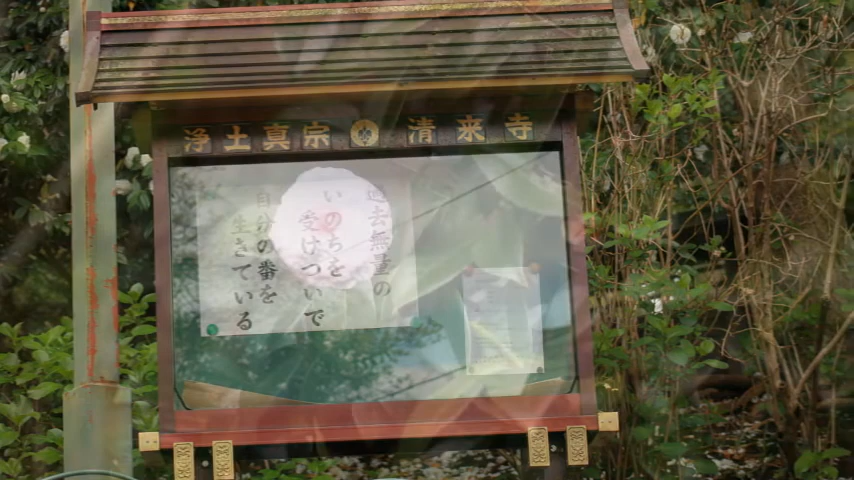 浄土真宗 清来寺
過去無量の
いのちを
受けついで
自分の番を
生きている